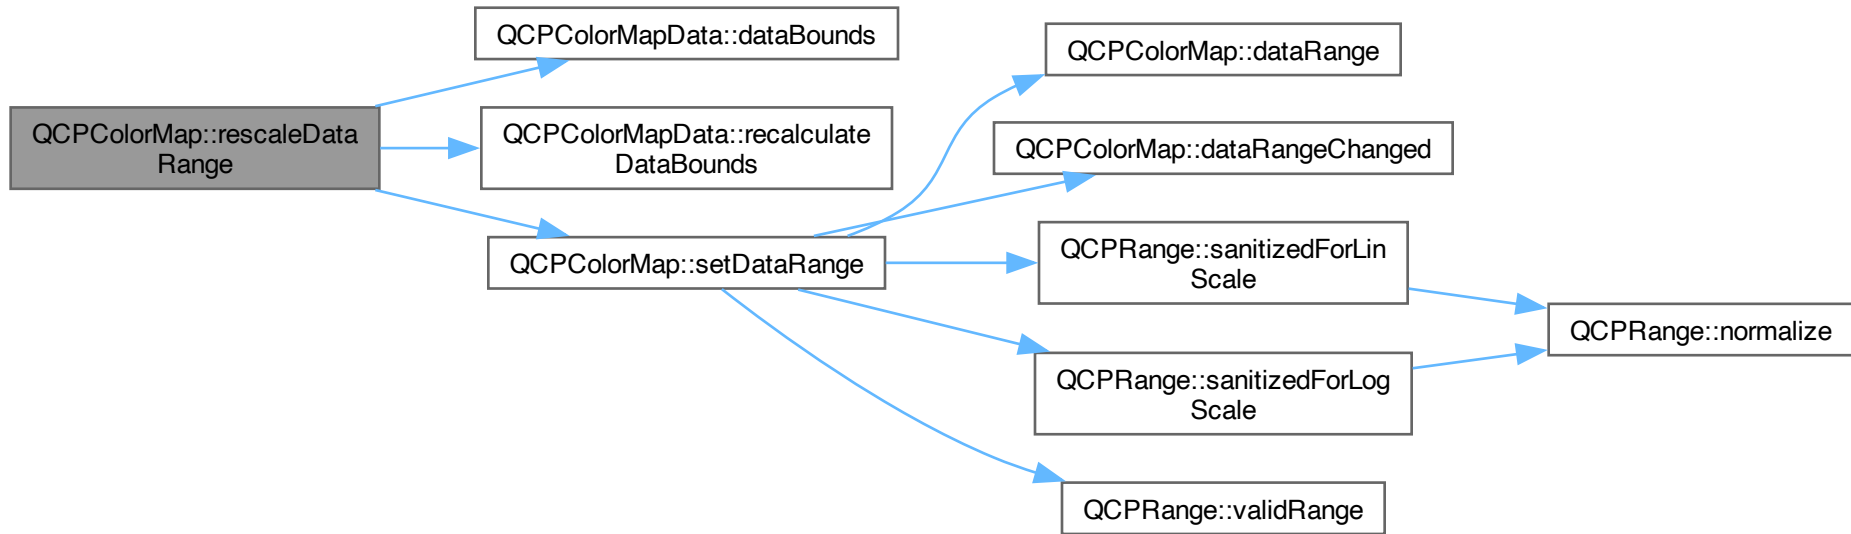 QCPColorMap::rescaleData
Range
QCPColorMapData::dataBounds
QCPColorMapData::recalculate
DataBounds
QCPColorMap::setDataRange
QCPColorMap::dataRange
QCPColorMap::dataRangeChanged
QCPRange::sanitizedForLin
Scale
QCPRange::sanitizedForLog
Scale
QCPRange::validRange
QCPRange::normalize